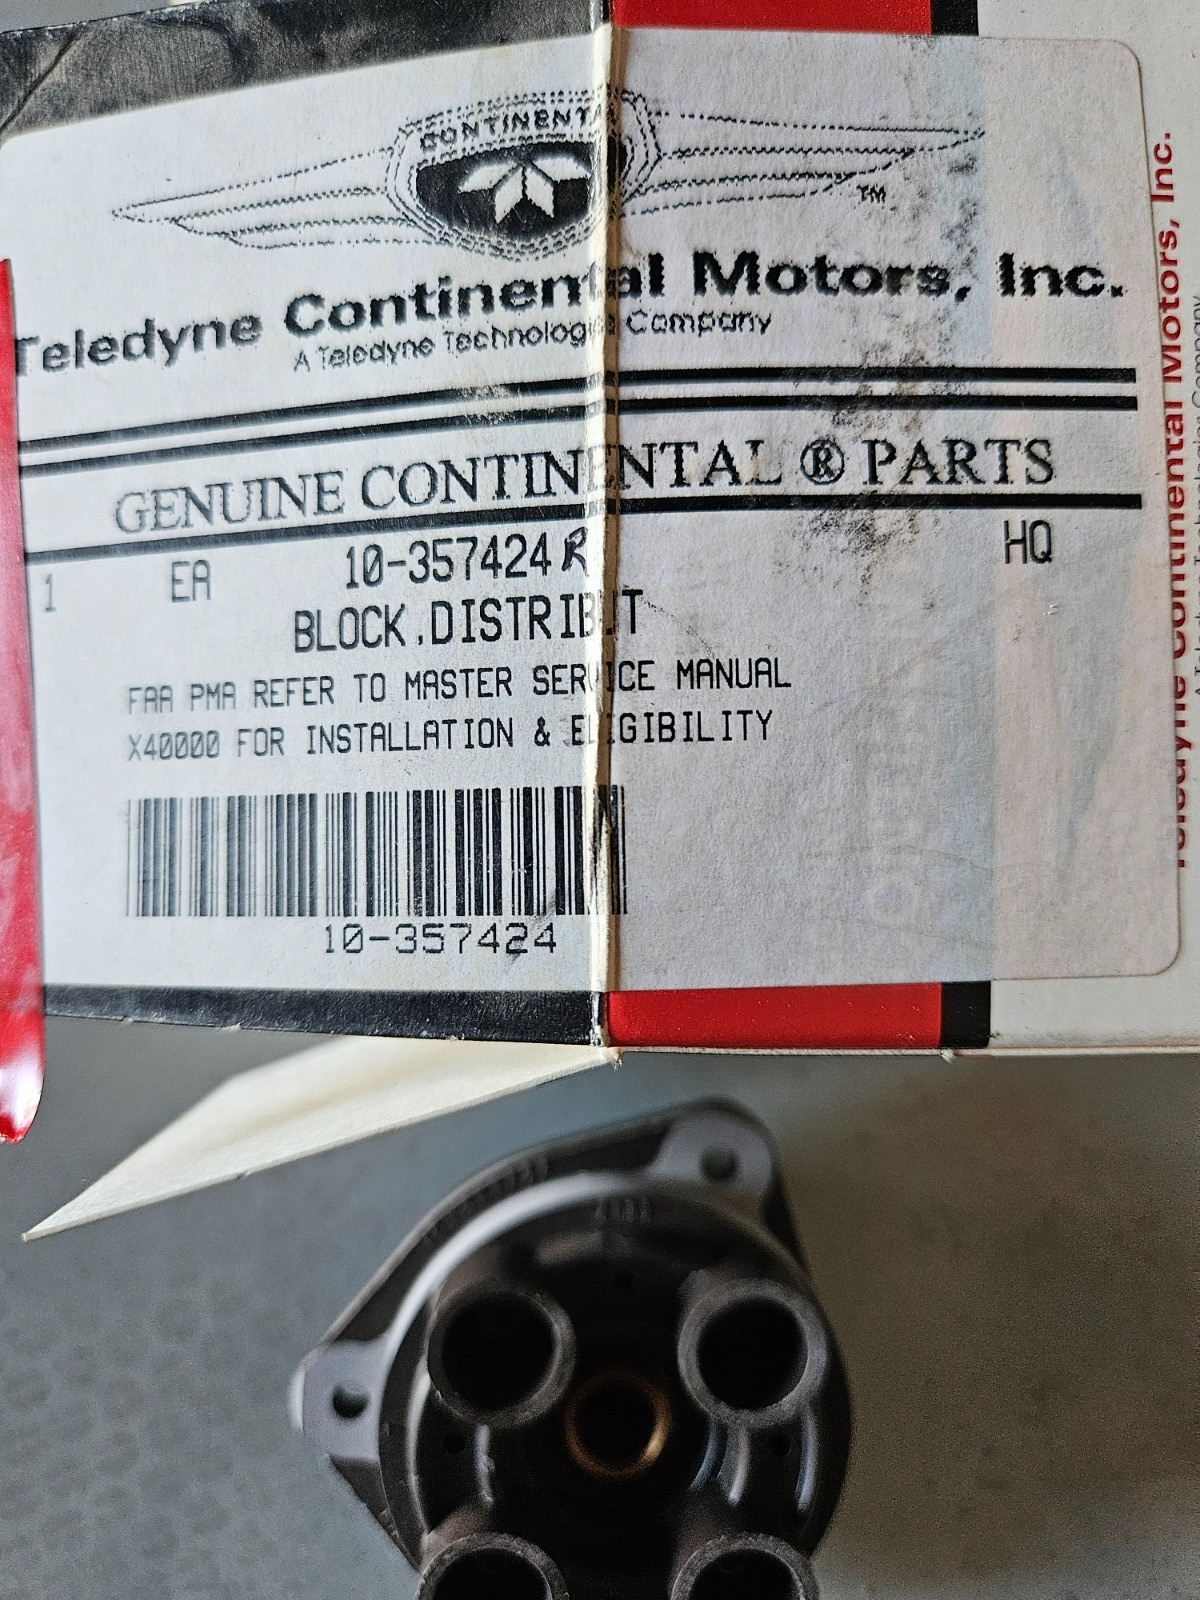 CONTINENTAL
TM
Teledyne Continental Motors, Inc.
A Teledyne Technologies Company
GENUINE CONTINENTAL ® PARTS
1 EA 10-357424 R HQ
BLOCK.DISTRIBUT
FAA PMA REFER TO MASTER SERVICE MANUAL
X40000 FOR INSTALLATION & ELIGIBILITY
10-357424
Teledyne Continental Motors, Inc.